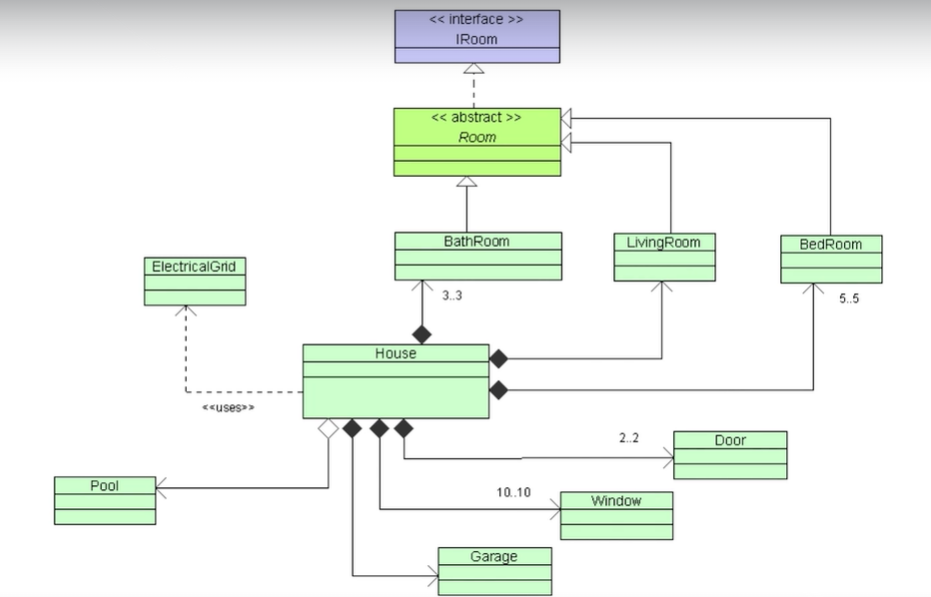 << interface >>
IRoom
<< abstract >>
Room
BathRoom
LivingRoom
BedRoom
ElectricalGrid
3..3
5..5
House
<<uses>>
2..2
Door
Pool
10..10
Window
Garage